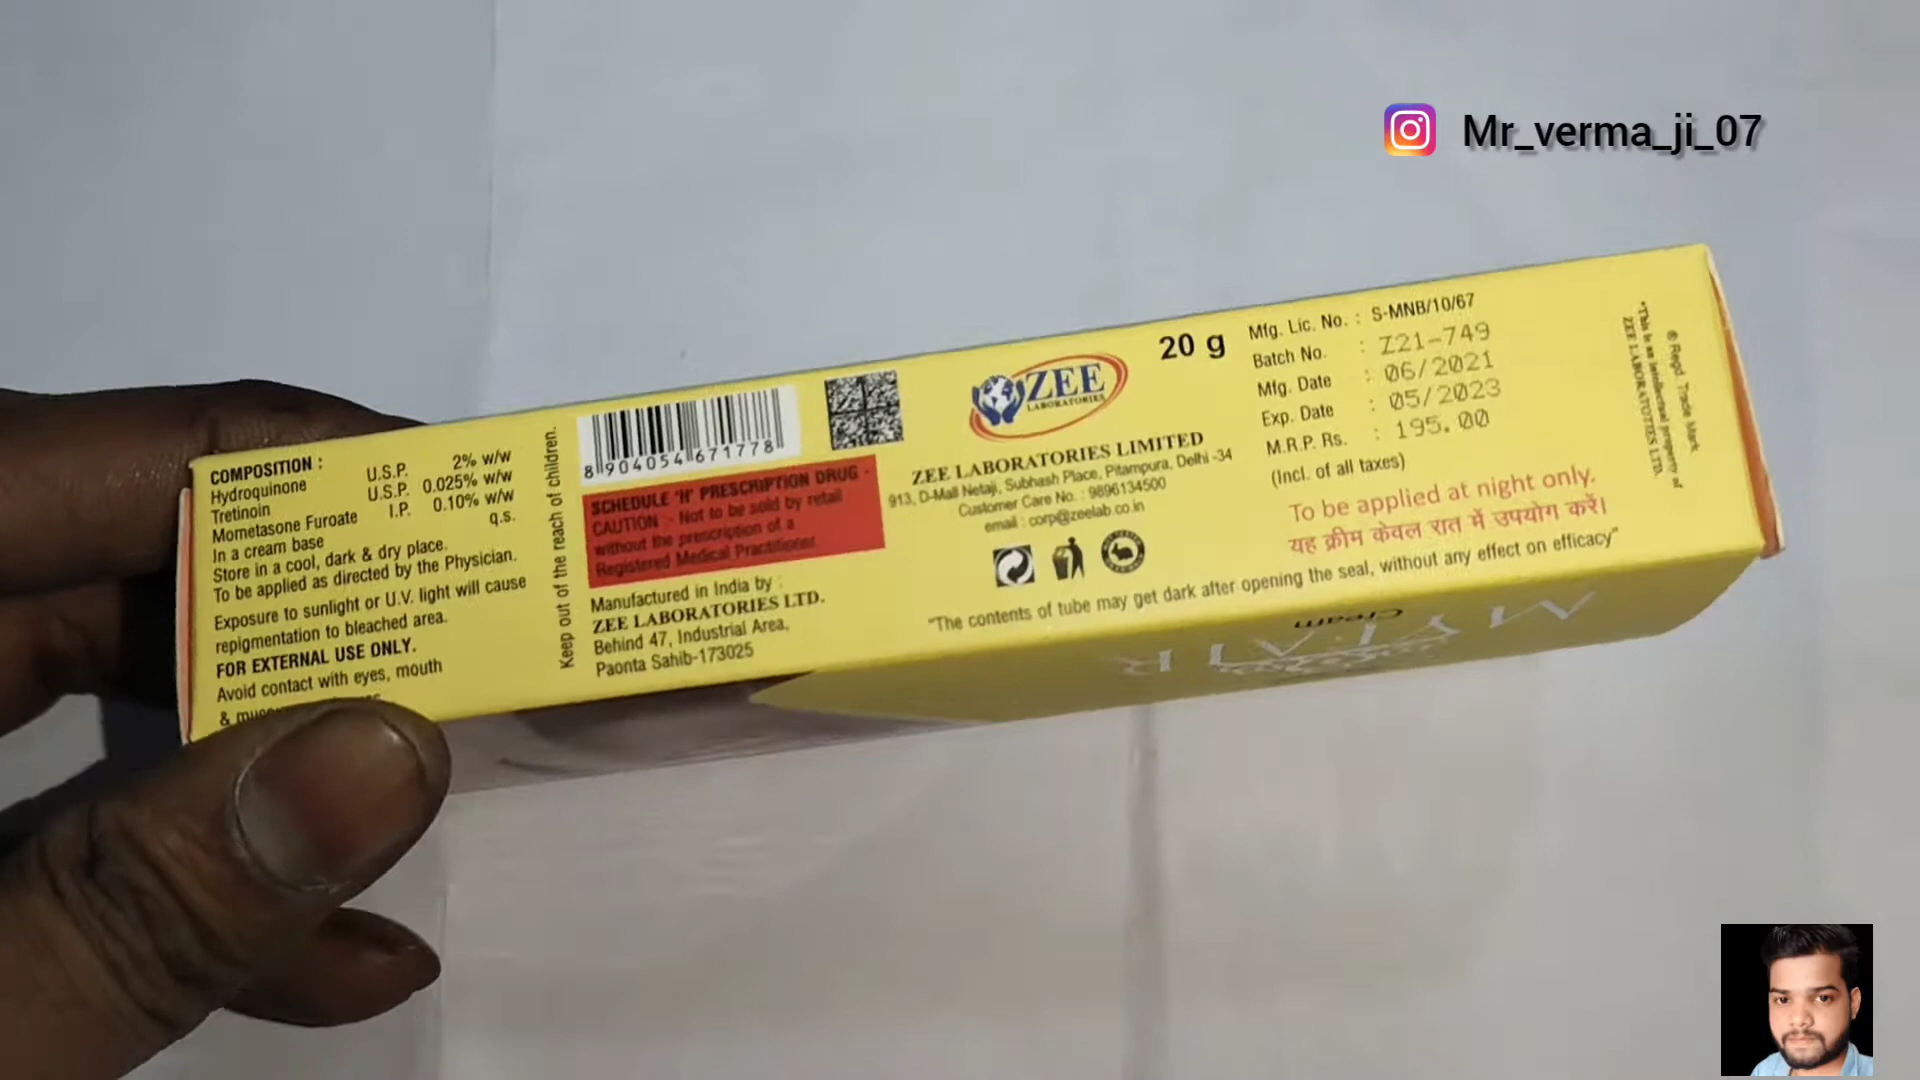 Mr_verma_ji_07
COMPOSITION :
Hydroquinone U.S.P. 2% w/w
Tretinoin U.S.P. 0.025% w/w
Mometasone Furoate I.P. 0.10% w/w
In a cream base q.s.
Store in a cool, dark & dry place.
To be applied as directed by the Physician.
Exposure to sunlight or U.V. light will cause
repigmentation to bleached area.
FOR EXTERNAL USE ONLY.
Avoid contact with eyes, mouth
&
Keep out of the reach of children.
8 904054 671778
SCHEDULE "H" PRESCRIPTION DRUG -
CAUTION :- Not to be sold by retail
without the prescription of a
Registered Medical Practitioner
Manufactured in India by :
ZEE LABORATORIES LTD.
Behind 47, Industrial Area,
Paonta Sahib-173025
ZEE
LABORATORIES
ZEE LABORATORIES LIMITED
913, D-Mall Netaji, Subhash Place, Pitampura, Delhi -34
Customer Care No. : 9896134500
email : corp@zeelab.co.in
20 g
Mfg. Lic. No. : S-MNB/10/67
Batch No. : Z21-749
Mfg. Date : 06/2021
Exp. Date : 05/2023
M.R.P. Rs. : 195.00
(Incl. of all taxes)
To be applied at night only.
यह क्रीम केवल रात में उपयोग करें।
"The contents of tube may get dark after opening the seal, without any effect on efficacy"
® Regd. Trade Mark
"This is an intellectual property of
ZEE LABORATORIES LTD.
Cream